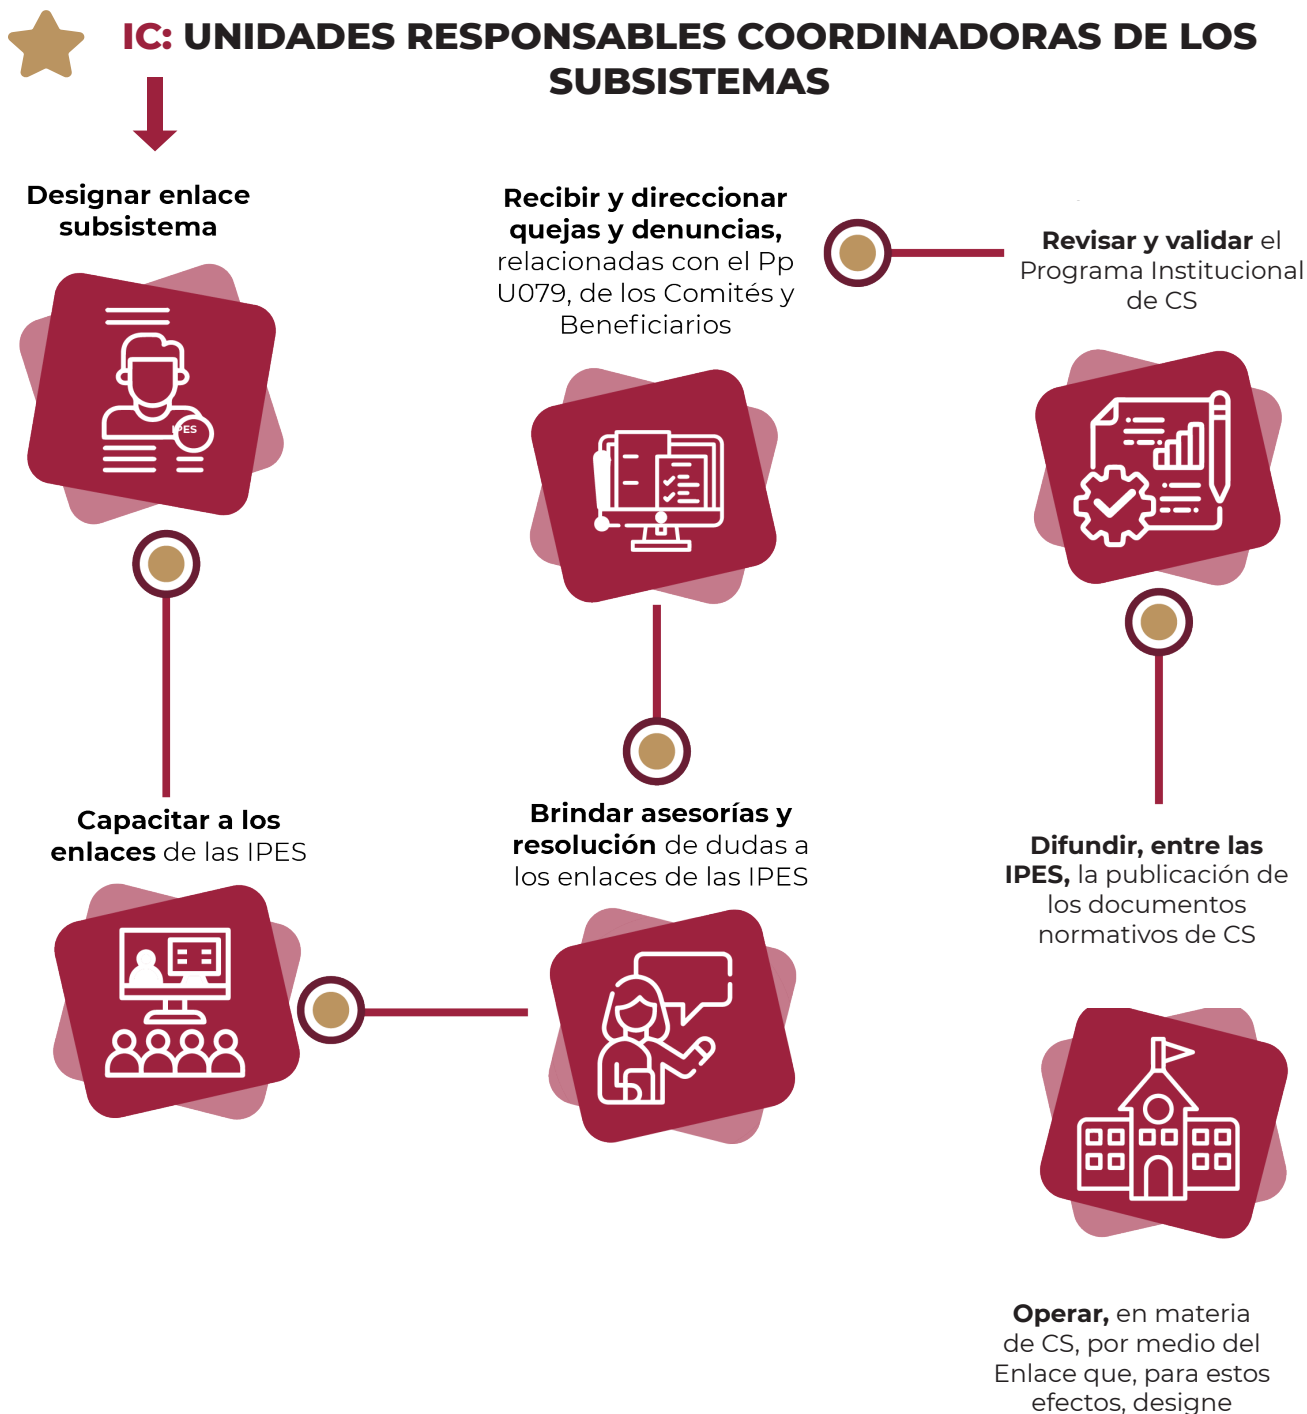 IC: UNIDADES RESPONSABLES COORDINADORAS DE LOS
SUBSISTEMAS
Designar enlace
subsistema
IPES
Capacitar a los
enlaces de las IPES
Recibir y direccionar
quejas y denuncias,
relacionadas con el Pp
U079, de los Comités y
Beneficiarios
Brindar asesorías y
resolución de dudas a
los enlaces de las IPES
Revisar y validar el
Programa Institucional
de CS
Difundir, entre las
IPES, la publicación de
los documentos
normativos de CS
Operar, en materia
de CS, por medio del
Enlace que, para estos
efectos, designe